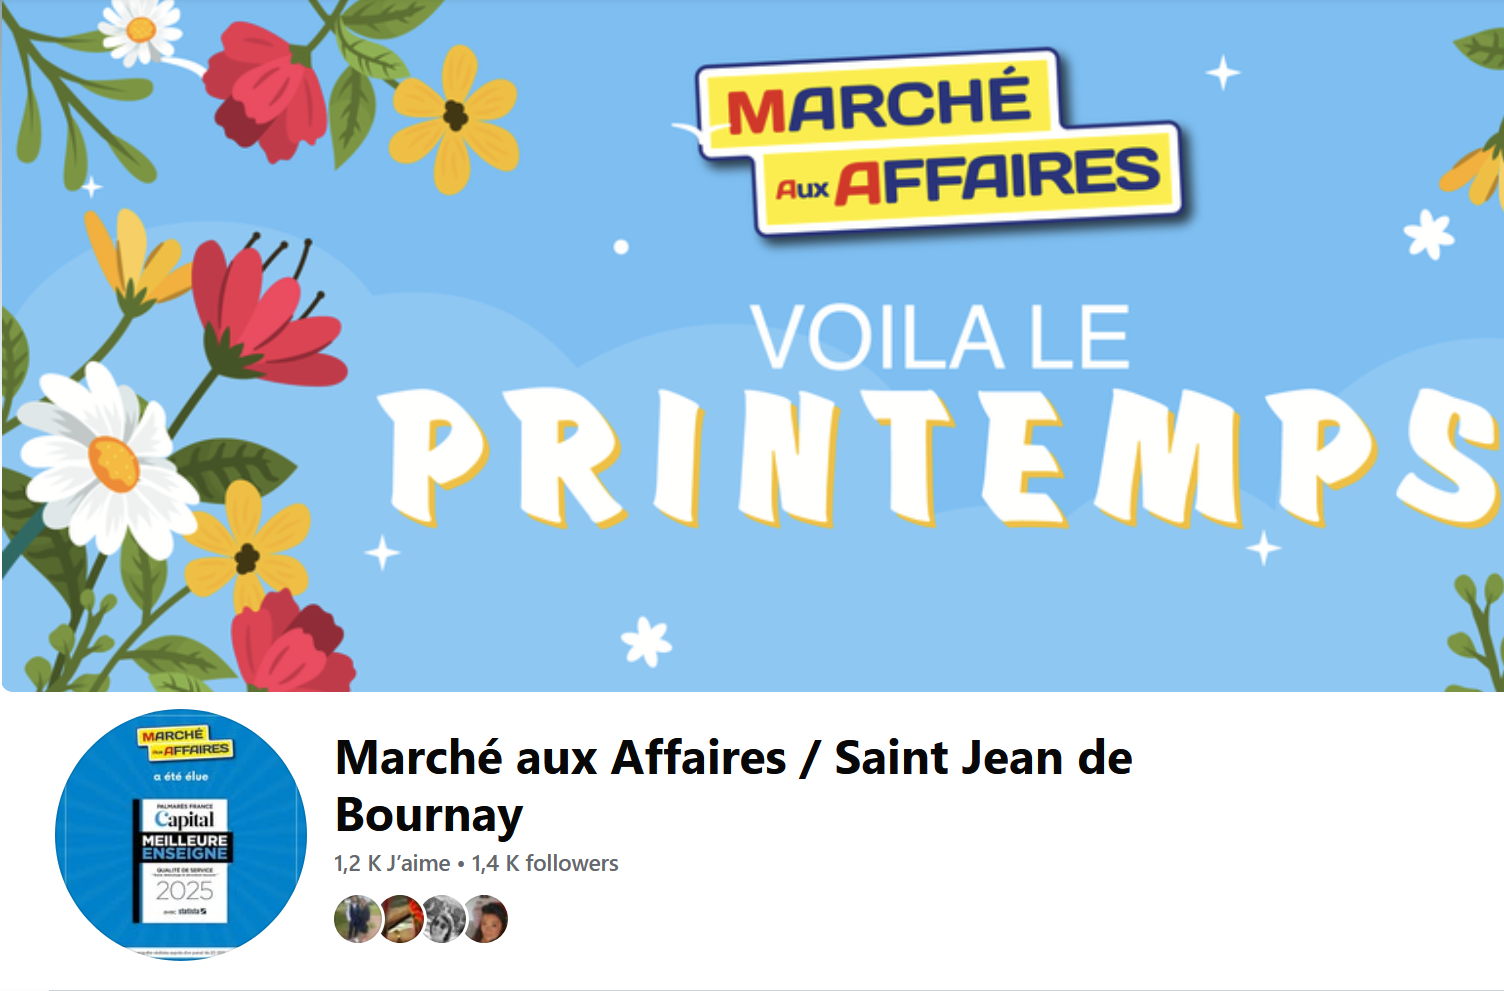 MARCHÉ
AUX AFFAIRES
VOILA LE
PRINTEMPS
MARCHÉ
AUX AFFAIRES
a été élue
PALMARÈS FRANCE
Capital
MEILLEURE
ENSEIGNE
QUALITÉ DE SERVICE
2025
avec statista
Marché aux Affaires / Saint Jean de
Bournay
1,2 K J’aime • 1,4 K followers